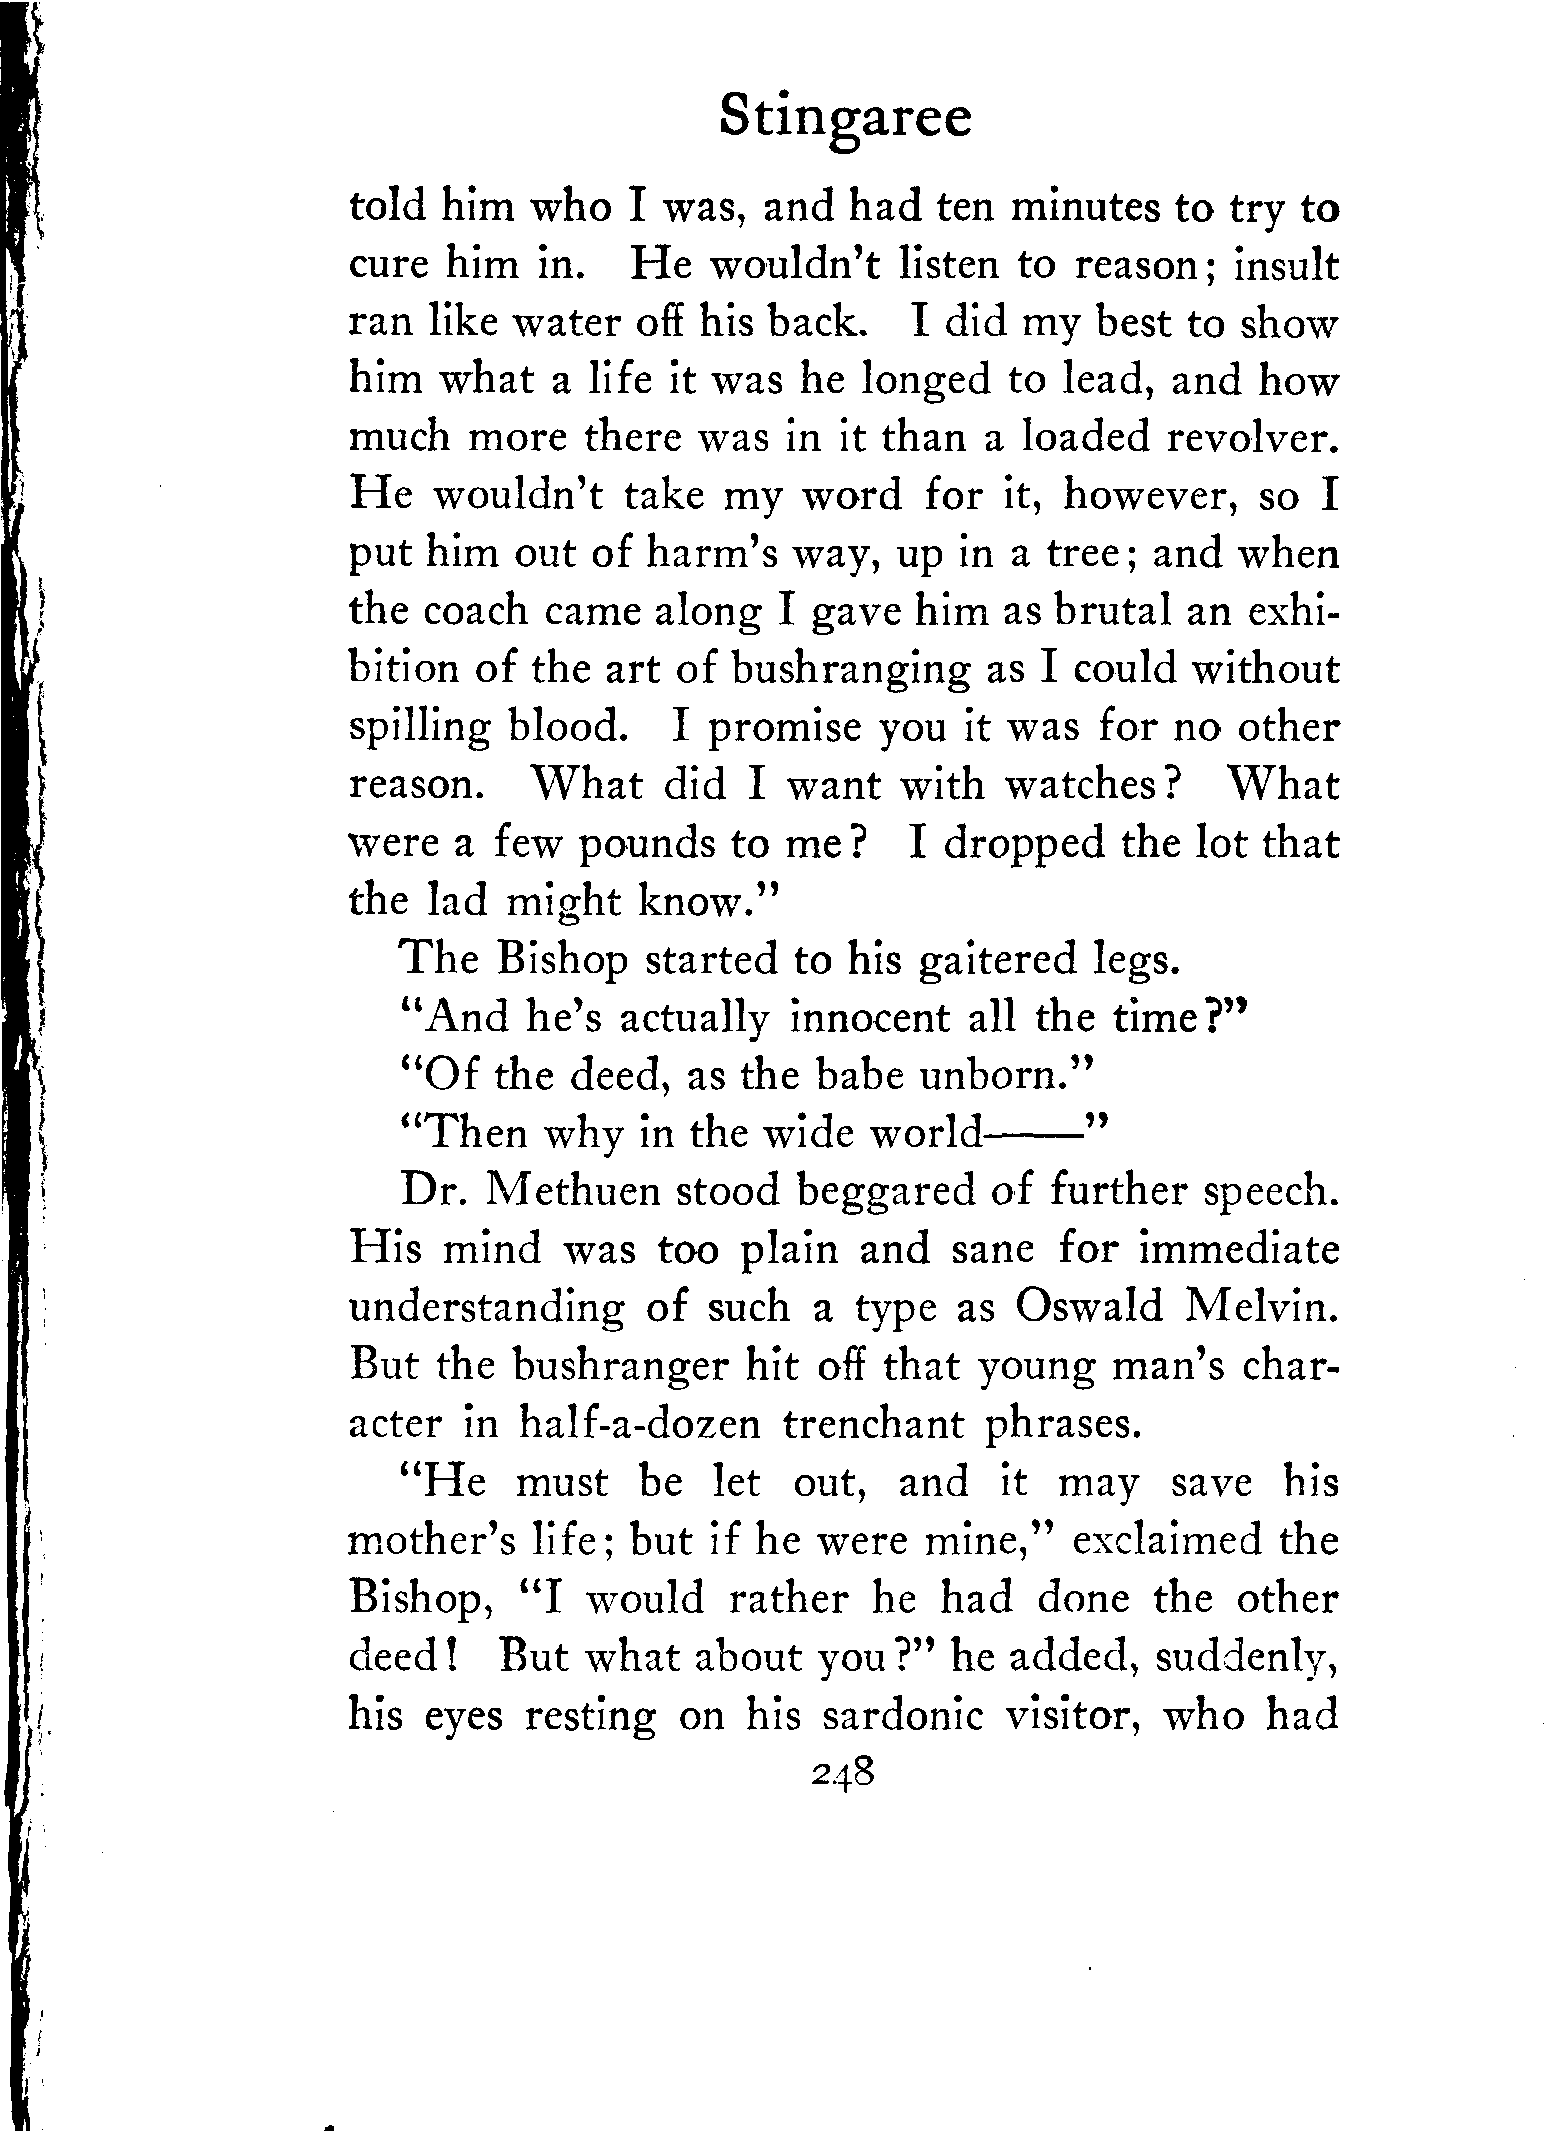 Stingaree
told him who I was, and had ten minutes to try to
cure him in. He wouldn't listen to reason; insult
ran like water off his back. I did my best to show
him what a life it was he longed to lead, and how
much more there was in it than a loaded revolver.
He wouldn't take my word for it, however, so I
put him out of harm's way, up in a tree; and when
the coach came along I gave him as brutal an exhi-
bition of the art of bushranging as I could without
spilling blood. I promise you it was for no other
reason. What did I want with watches? What
were a few pounds to me? I dropped the lot that
the lad might know."
The Bishop started to his gaitered legs.
"And he's actually innocent all the time?"
"Of the deed, as the babe unborn."
"Then why in the wide world——"
Dr. Methuen stood beggared of further speech.
His mind was too plain and sane for immediate
understanding of such a type as Oswald Melvin.
But the bushranger hit off that young man's char-
acter in half-a-dozen trenchant phrases.
"He must be let out, and it may save his
mother's life; but if he were mine," exclaimed the
Bishop, "I would rather he had done the other
deed! But what about you?" he added, suddenly,
his eyes resting on his sardonic visitor, who had
248